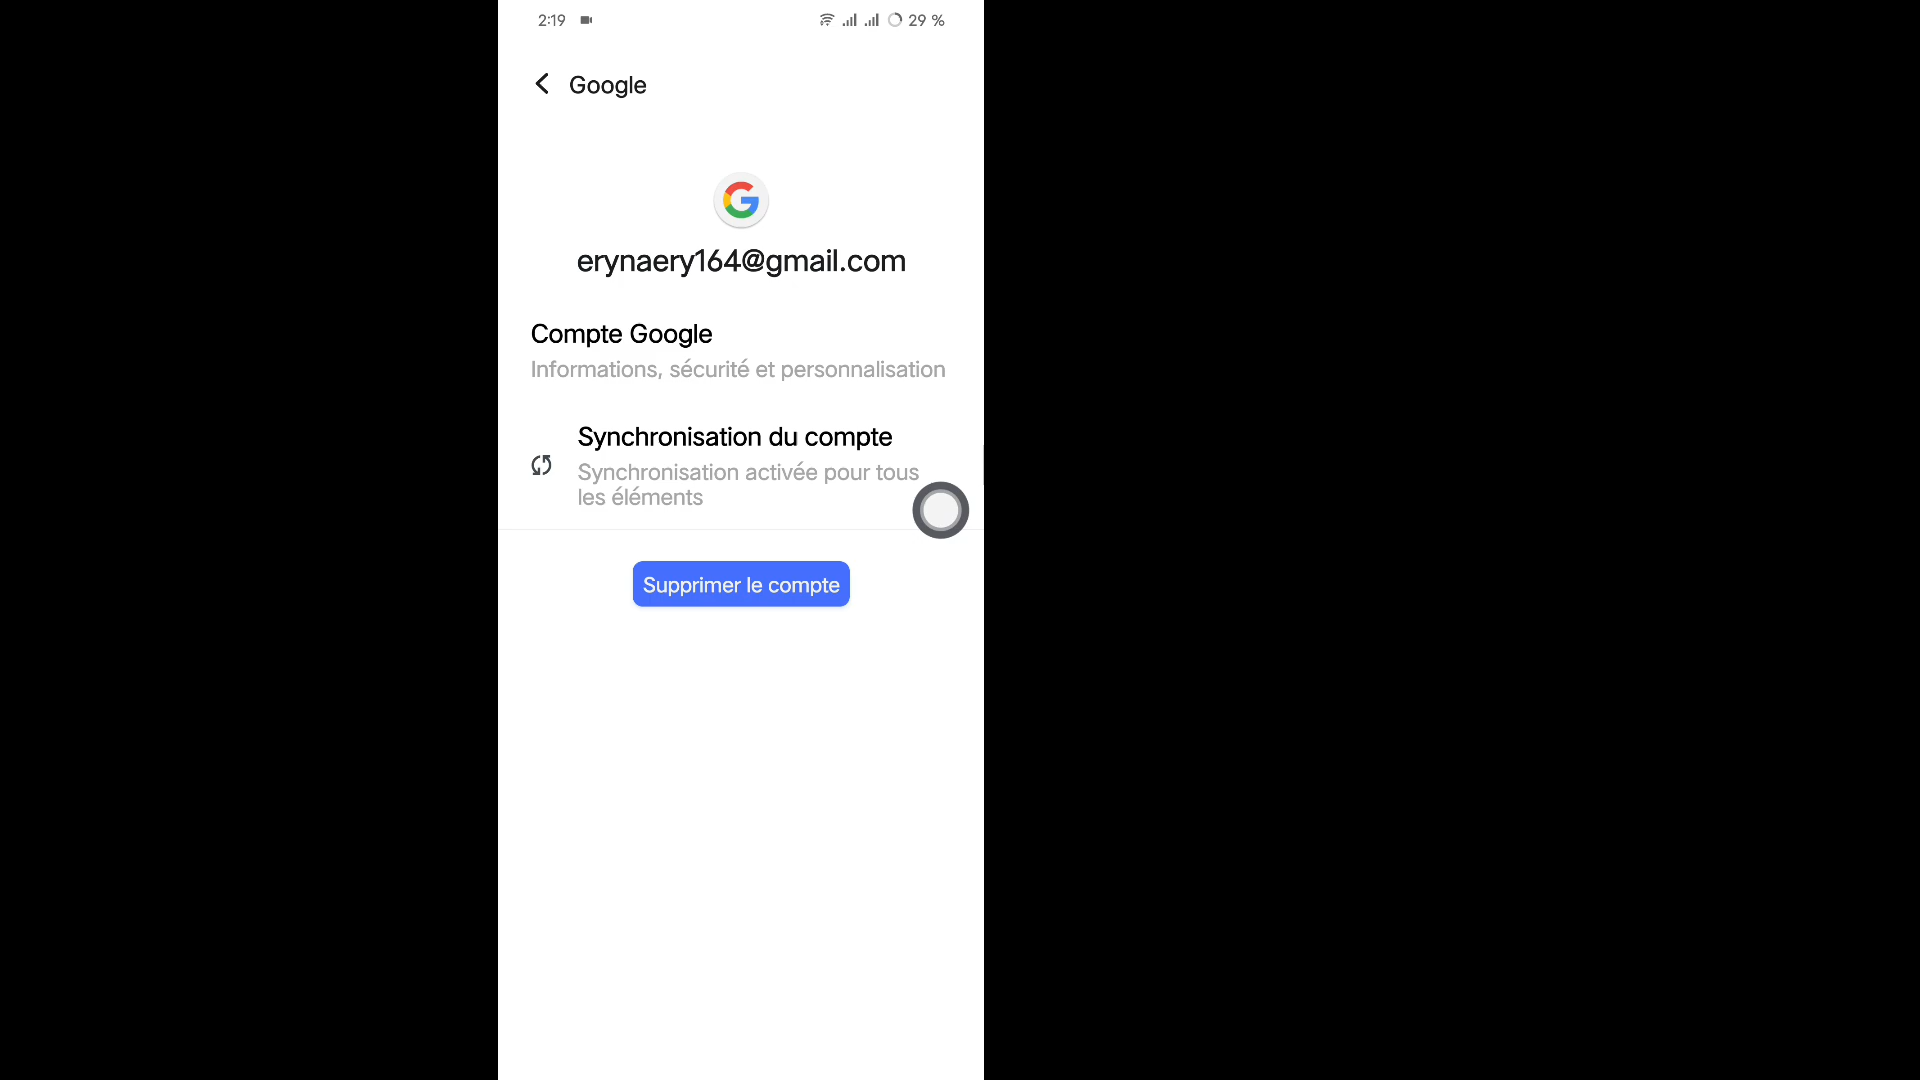 2:19 29 %
Google
erynaery164@gmail.com
Compte Google
Informations, sécurité et personnalisation
Synchronisation du compte
Synchronisation activée pour tous
les éléments
Supprimer le compte